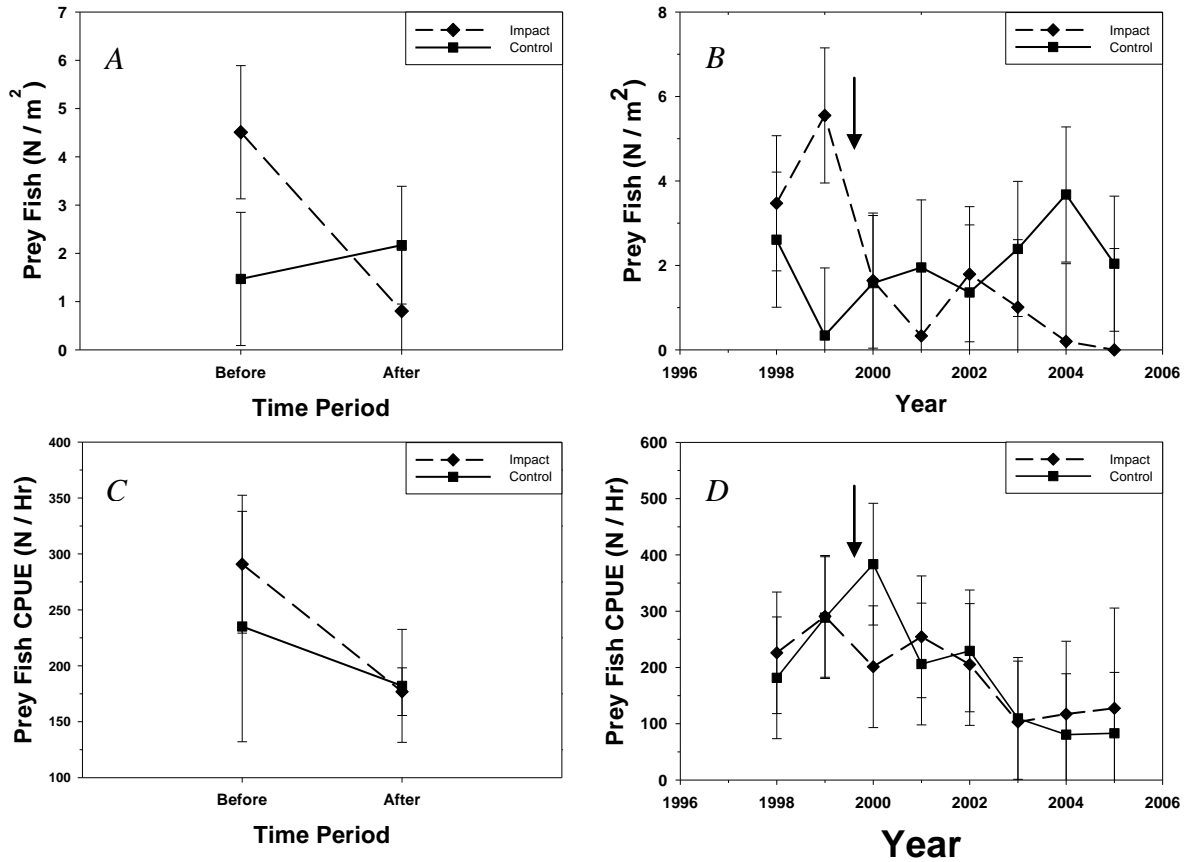 A
Prey Fish (N / m2)
7
6
5
4
3
2
1
0
Before
After
Time Period
Impact
Control
B
Prey Fish (N / m2)
8
6
4
2
0
1996
1998
2000
2002
2004
2006
Year
Impact
Control
C
Prey Fish CPUE (N / Hr)
400
350
300
250
200
150
100
Before
After
Time Period
Impact
Control
D
Prey Fish CPUE (N / Hr)
600
500
400
300
200
100
0
1996
1998
2000
2002
2004
2006
Year
Impact
Control